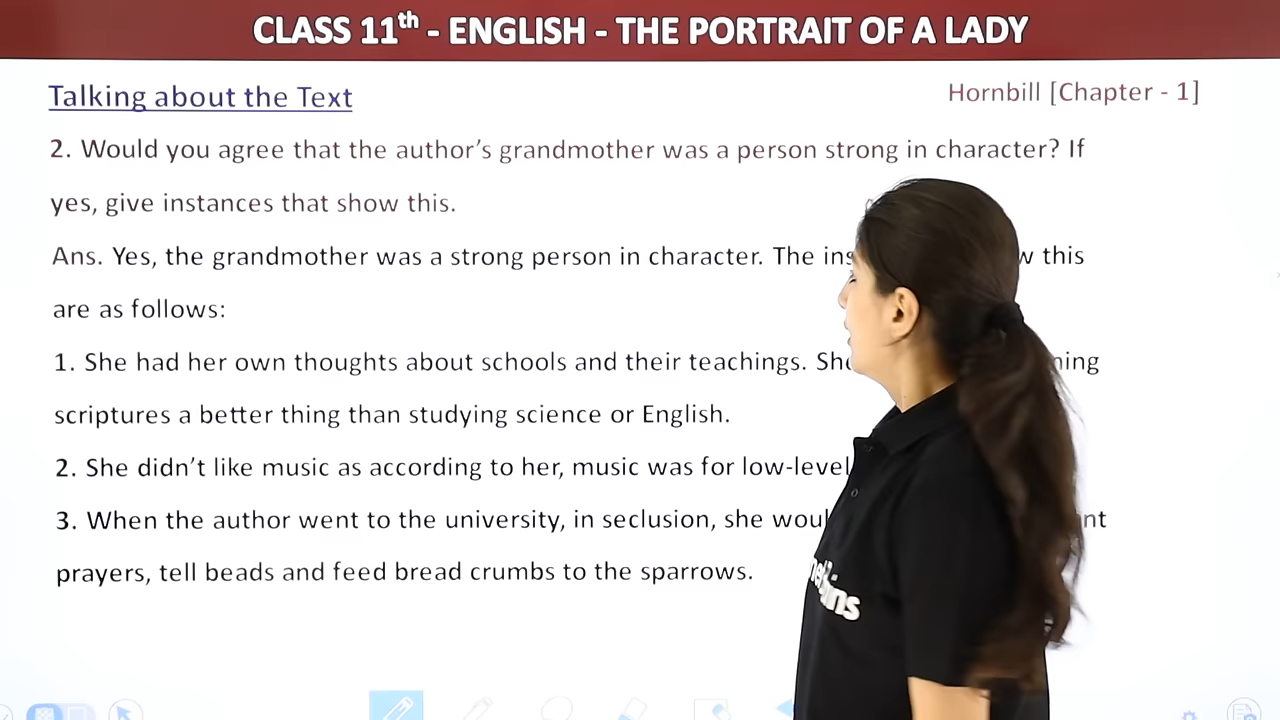 CLASS 11th - ENGLISH - THE PORTRAIT OF A LADY
Talking about the Text
Hornbill [Chapter - 1]
2. Would you agree that the author's grandmother was a person strong in character? If
yes, give instances that show this.
Ans. Yes, the grandmother was a strong person in character. The this
are as follows:
1. She had her own thoughts about schools and their teachings.
scriptures a better thing than studying science or English.
2. She didn't like music as according to her, music was for low-level
3. When the author went to the university, in seclusion, she
prayers, tell beads and feed bread crumbs to the sparrows.